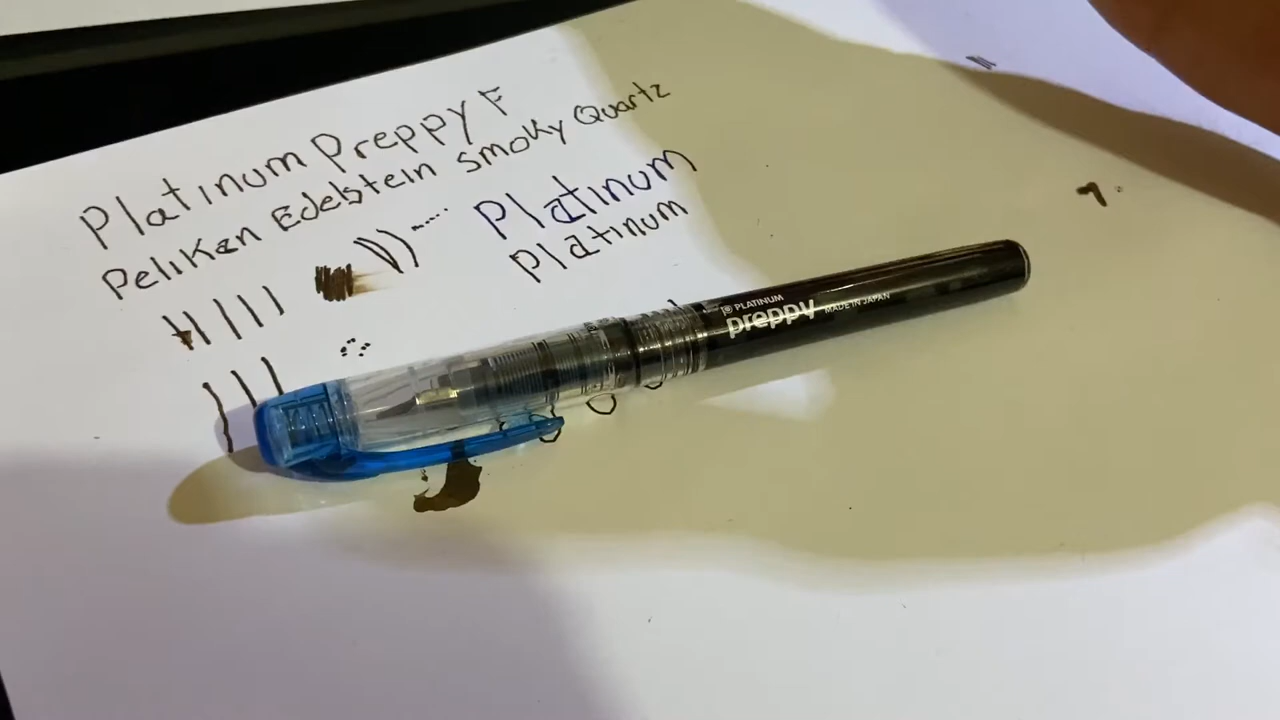 Platinum Preppy F
Pelikan Edelstein Smoky Quartz
Platinum
Platinum
PLATINUM
preppy MADE IN JAPAN